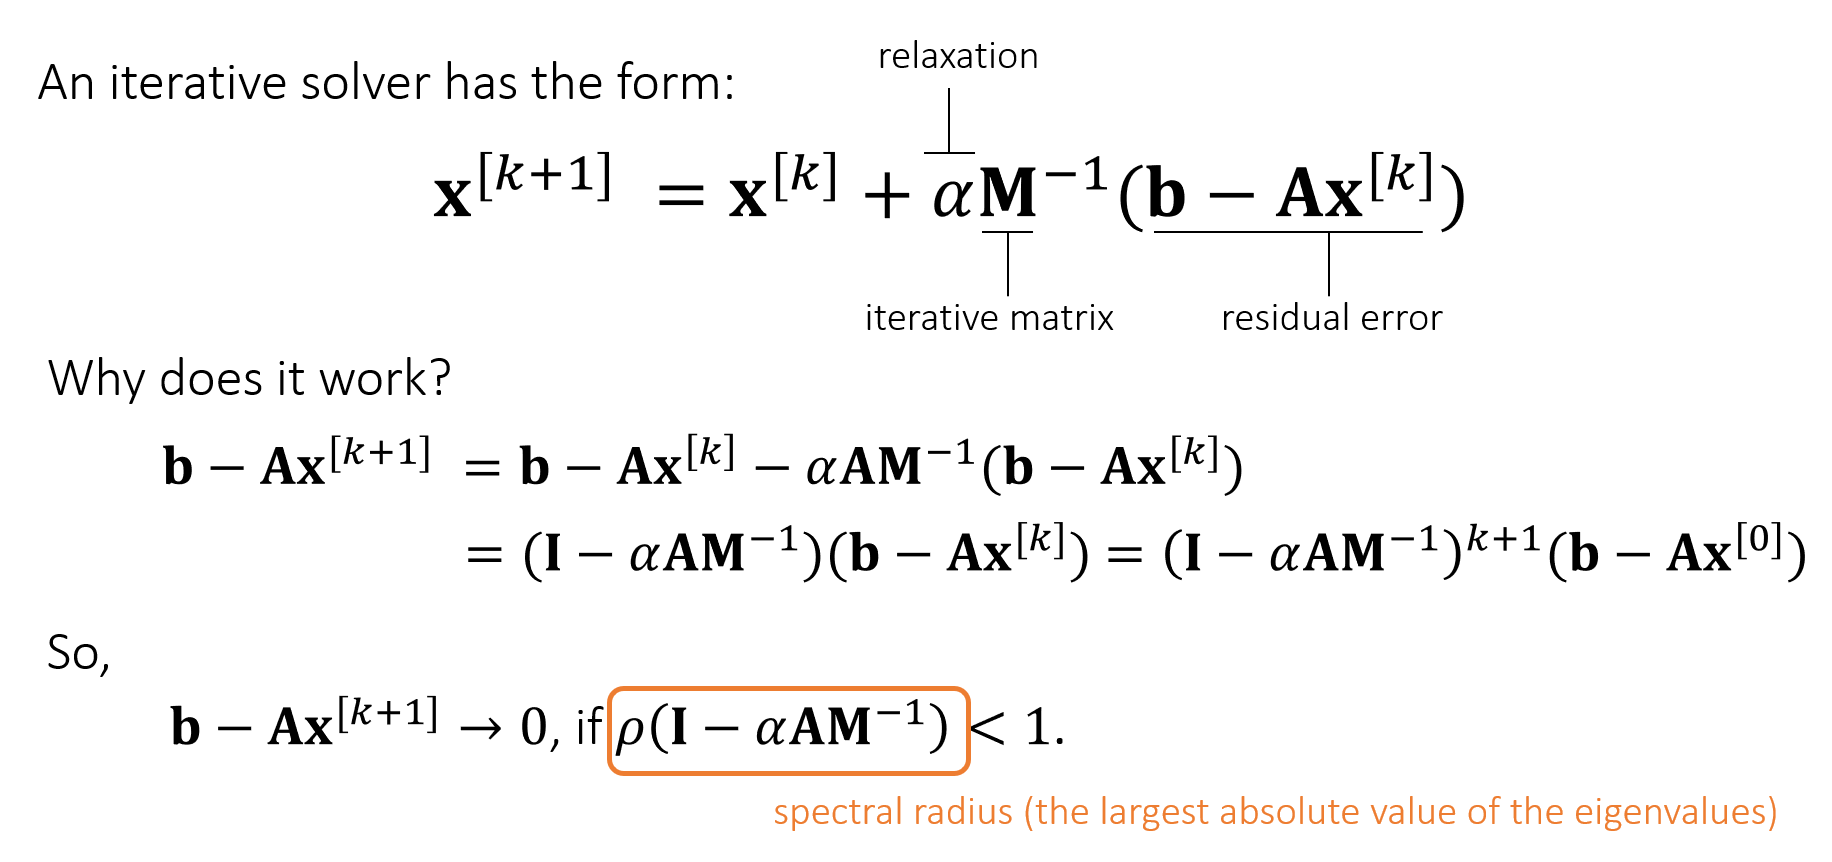 relaxation
An iterative solver has the form:
𝐱^[k+1] = 𝐱^[k] + α𝐌^−1(𝐛 − 𝐀𝐱^[k])
iterative matrix residual error
Why does it work?
𝐛 − 𝐀𝐱^[k+1] = 𝐛 − 𝐀𝐱^[k] − α𝐀𝐌^−1(𝐛 − 𝐀𝐱^[k])
= (𝐈 − α𝐀𝐌^−1)(𝐛 − 𝐀𝐱^[k]) = (𝐈 − α𝐀𝐌^−1)^k+1(𝐛 − 𝐀𝐱^[0])
So,
𝐛 − 𝐀𝐱^[k+1] → 0, if ρ(𝐈 − α𝐀𝐌^−1) < 1.
spectral radius (the largest absolute value of the eigenvalues)